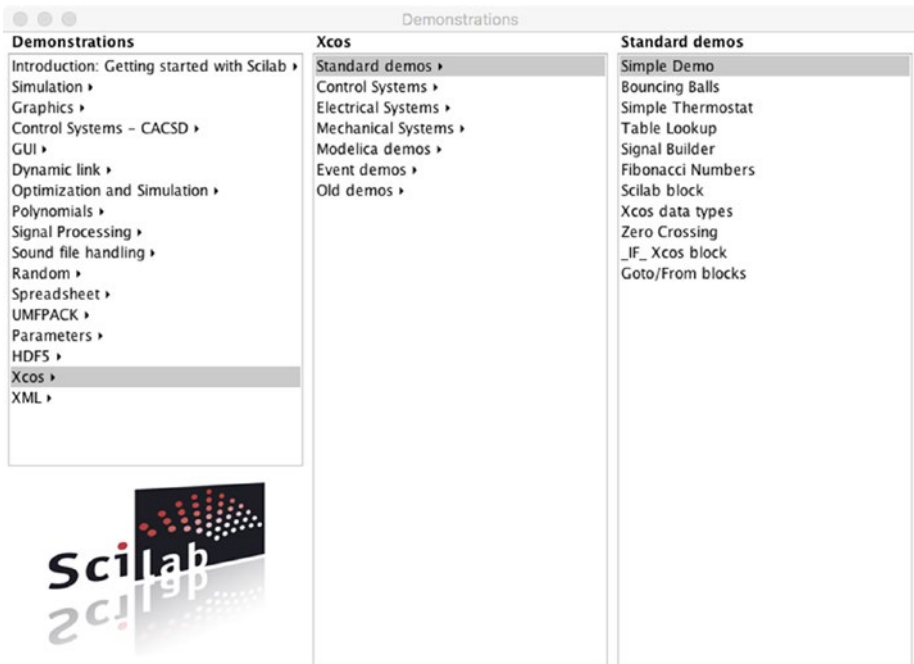 Demonstrations
Demonstrations
Introduction: Getting started with Scilab
Simulation
Graphics
Control Systems - CACSD
GUI
Dynamic link
Optimization and Simulation
Polynomials
Signal Processing
Sound file handling
Random
Spreadsheet
UMFPACK
Parameters
HDF5
Xcos
XML
Scilab
Xcos
Standard demos
Control Systems
Electrical Systems
Mechanical Systems
Modelica demos
Event demos
Old demos
Standard demos
Simple Demo
Bouncing Balls
Simple Thermostat
Table Lookup
Signal Builder
Fibonacci Numbers
Scilab block
Xcos data types
Zero Crossing
_IF_ Xcos block
Goto/From blocks